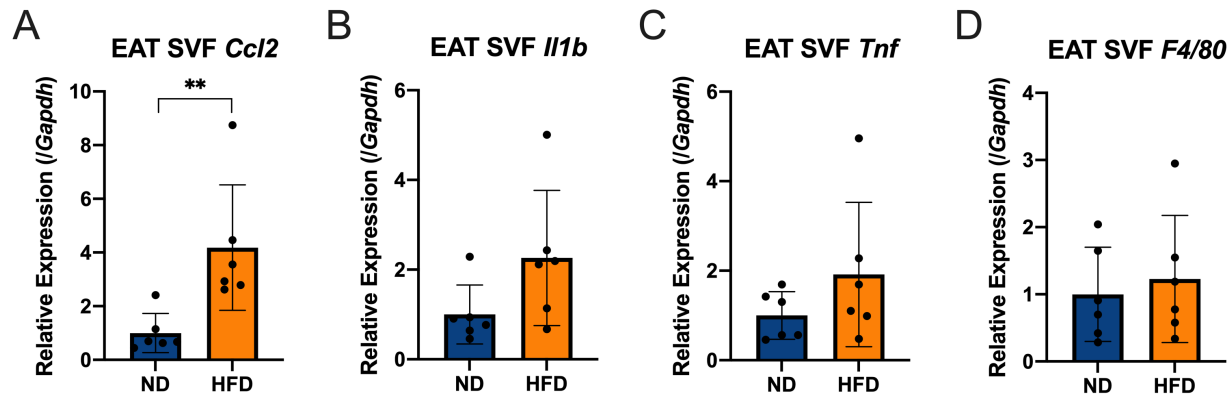 A
EAT SVF Ccl2
Relative Expression (/Gapdh)
10
8
6
4
2
0
**
ND
HFD
B
EAT SVF Il1b
Relative Expression (/Gapdh)
6
4
2
0
ND
HFD
C
EAT SVF Tnf
Relative Expression (/Gapdh)
6
4
2
0
ND
HFD
D
EAT SVF F4/80
Relative Expression (/Gapdh)
4
3
2
1
0
ND
HFD